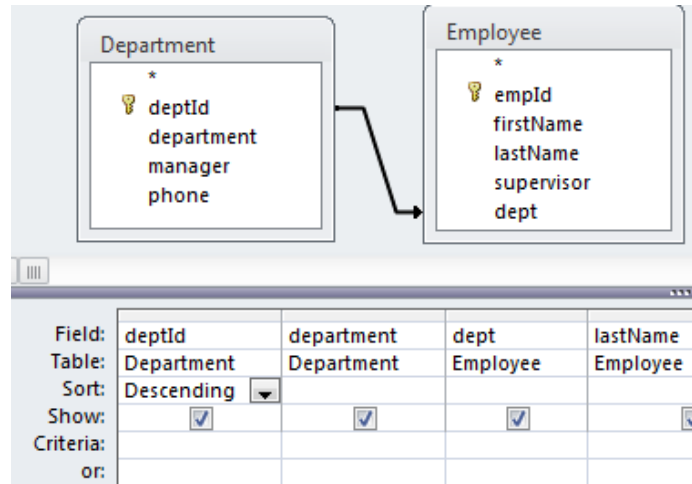 Department
*
deptId
department
manager
phone
Employee
*
empId
firstName
lastName
supervisor
dept
Field: deptId department dept lastName
Table: Department Department Employee Employee
Sort: Descending
Show:
Criteria:
or: